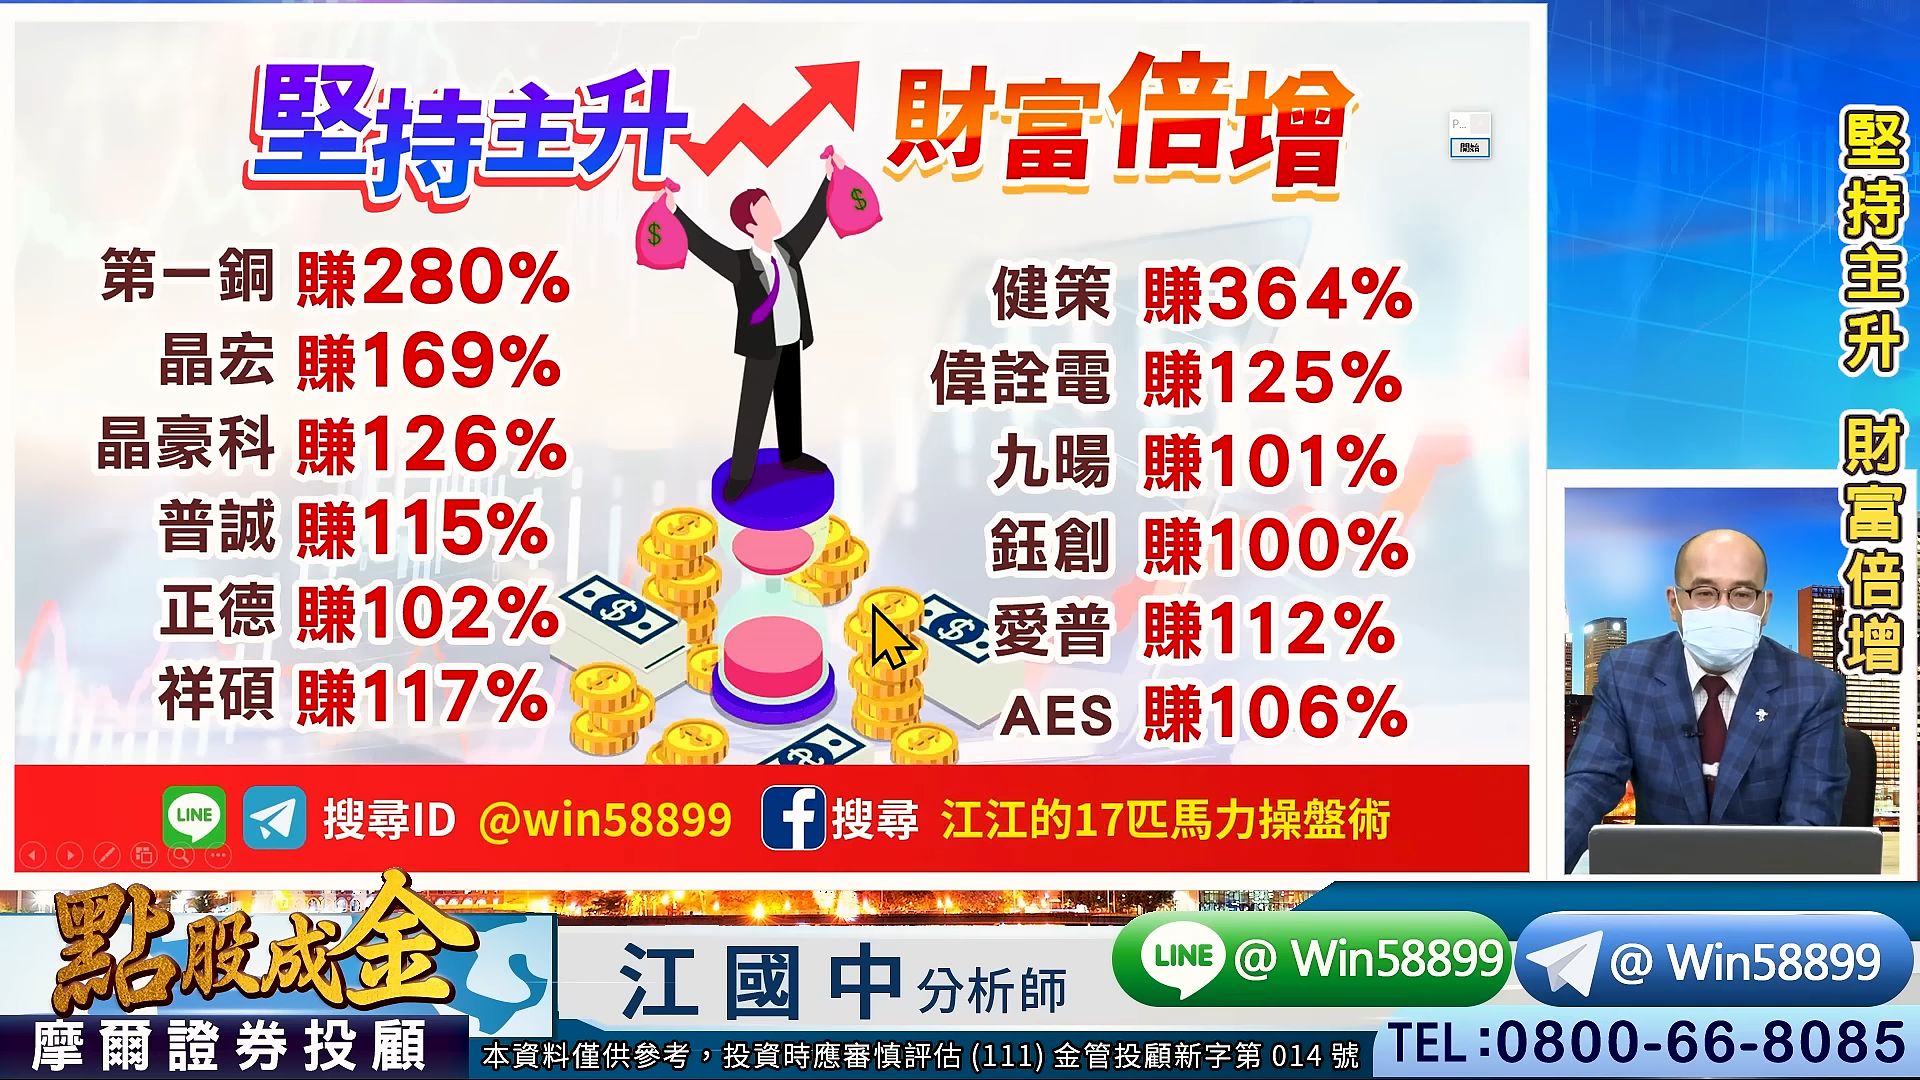 堅持主升 財富倍增
P...
開始
第一銅 賺280%
晶宏 賺169%
晶豪科 賺126%
普誠 賺115%
正德 賺102%
祥碩 賺117%
健策 賺364%
偉詮電 賺125%
九暘 賺101%
鈺創 賺100%
愛普 賺112%
AES 賺106%
LINE 搜尋ID @win58899 f搜尋 江江的17匹馬力操盤術
堅持主升 財富倍增
點股成金
摩爾證券投顧
江國中 分析師
LINE @ Win58899
@ Win58899
TEL:0800-66-8085
本資料僅供參考，投資時應審慎評估 (111) 金管投顧新字第 014 號